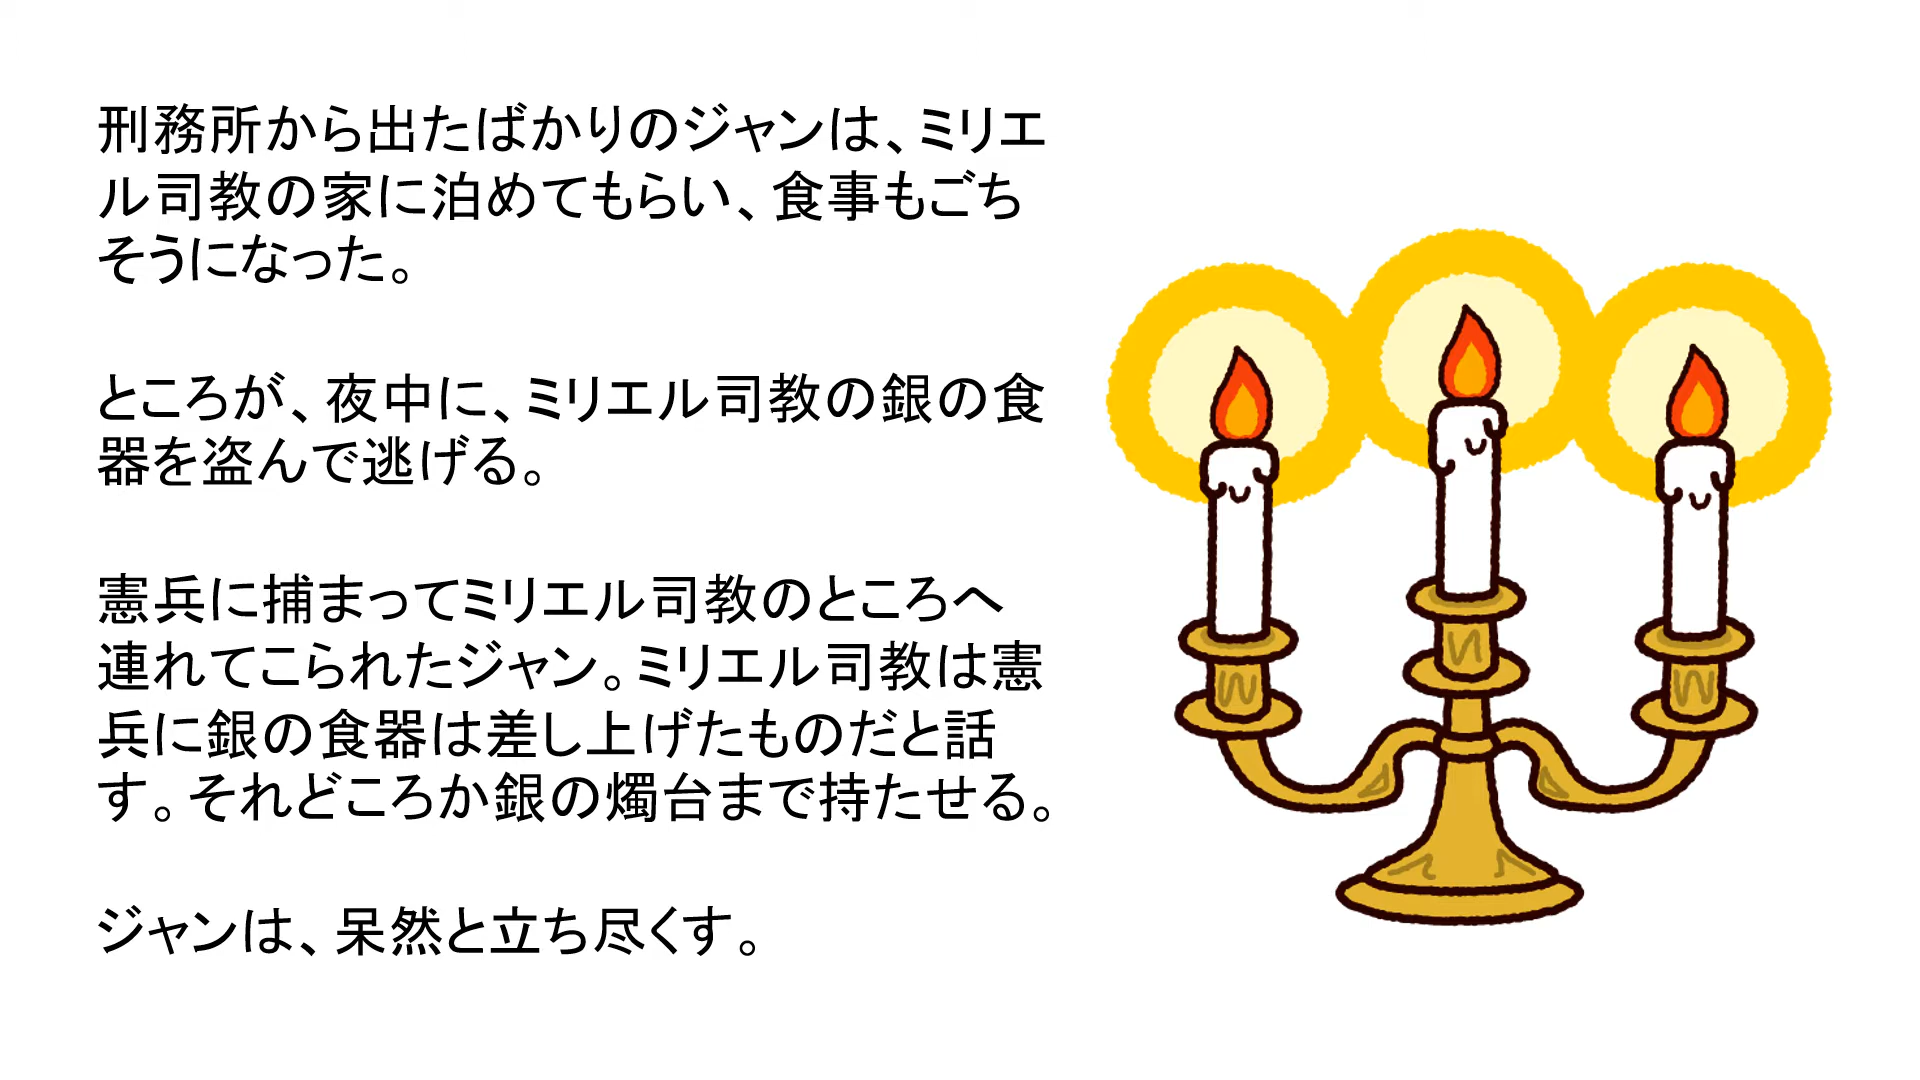 刑務所から出たばかりのジャンは、ミリエ
ル司教の家に泊めてもらい、食事もごち
そうになった。
ところが、夜中に、ミリエル司教の銀の食
器を盗んで逃げる。
憲兵に捕まってミリエル司教のところへ
連れてこられたジャン。ミリエル司教は憲
兵に銀の食器は差し上げたものだと話
す。それどころか銀の燭台まで持たせる。
ジャンは、呆然と立ち尽くす。